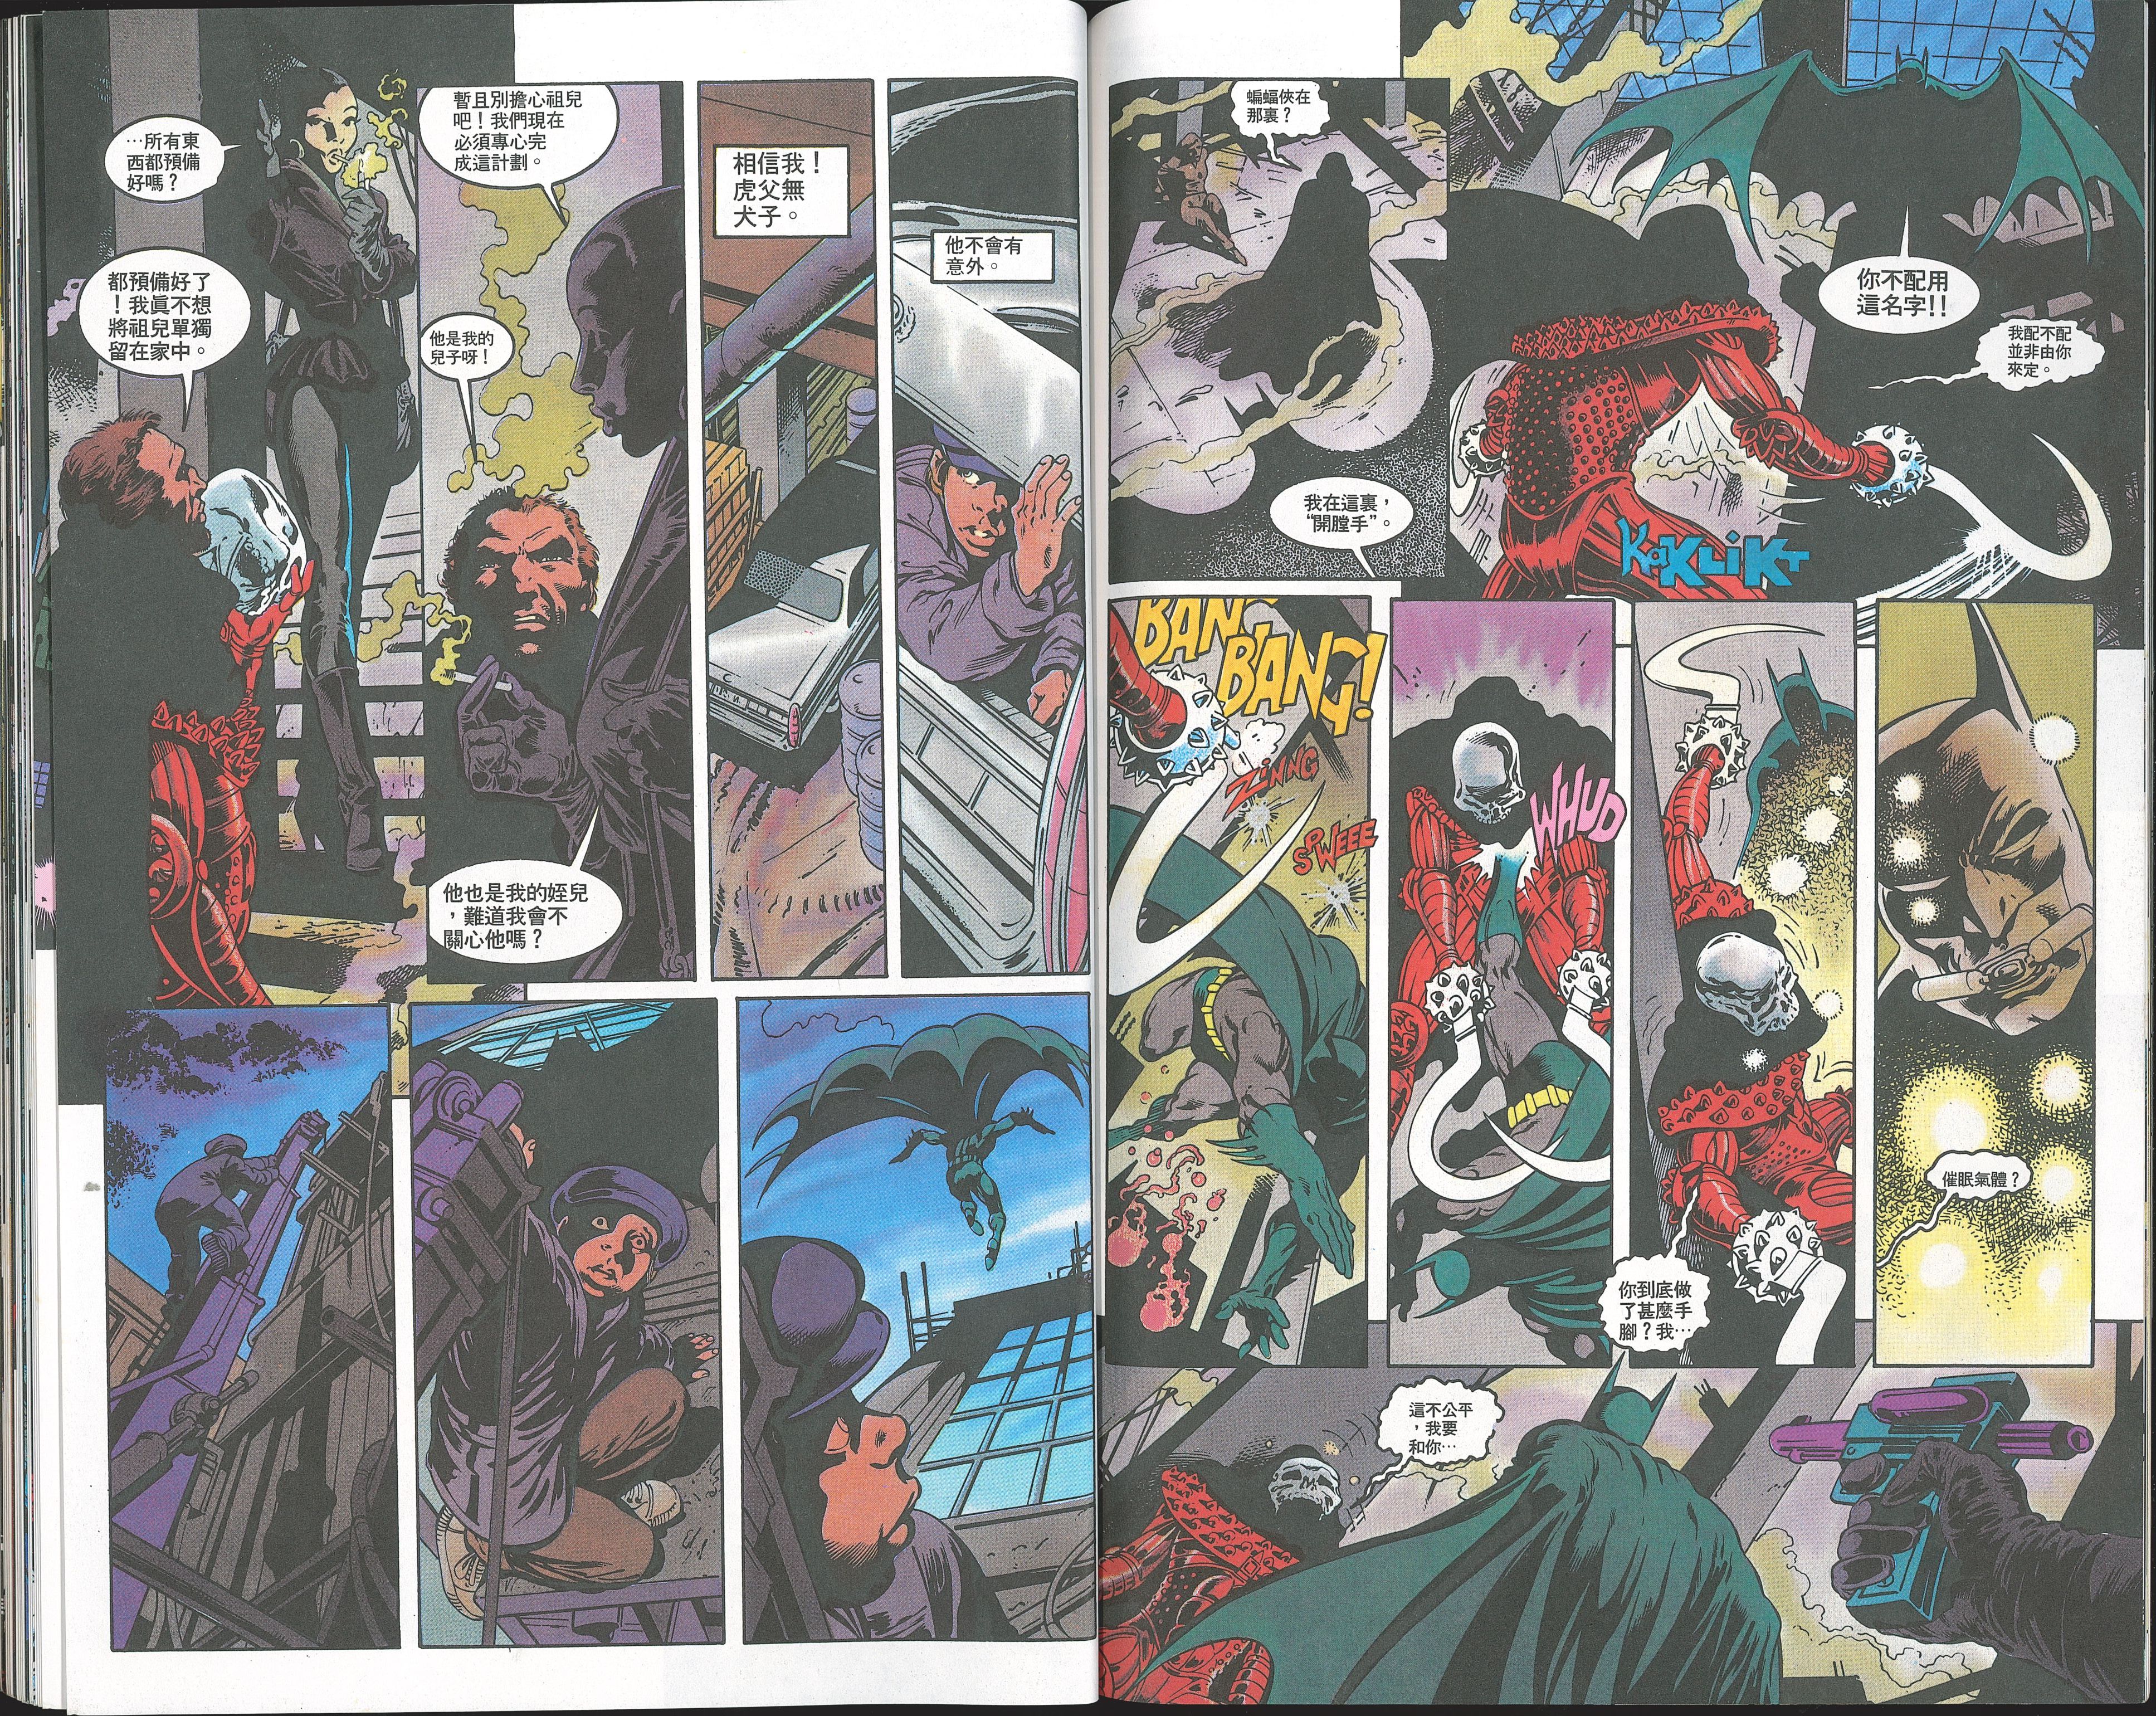 …所有東
西都預備
好嗎？
都預備好了
！我眞不想
將祖兒單獨
留在家中。
暫且別擔心祖兒
吧！我們現在
必須專心完
成這計劃。
他是我的
兒子呀！
他也是我的姪兒
，難道我會不
關心他嗎？
相信我！
虎父無
犬子。
他不會有
意外。
蝙蝠俠在
那裏？
我在這裏，
“開膛手”。
你不配用
這名字!!
我配不配
並非由你
來定。
KaKLiKT
BANG
BANG!
ZINNG
SPWEEE
WHUD
你到底做
了甚麼手
腳？我…
催眠氣體？
這不公平
，我要
和你…